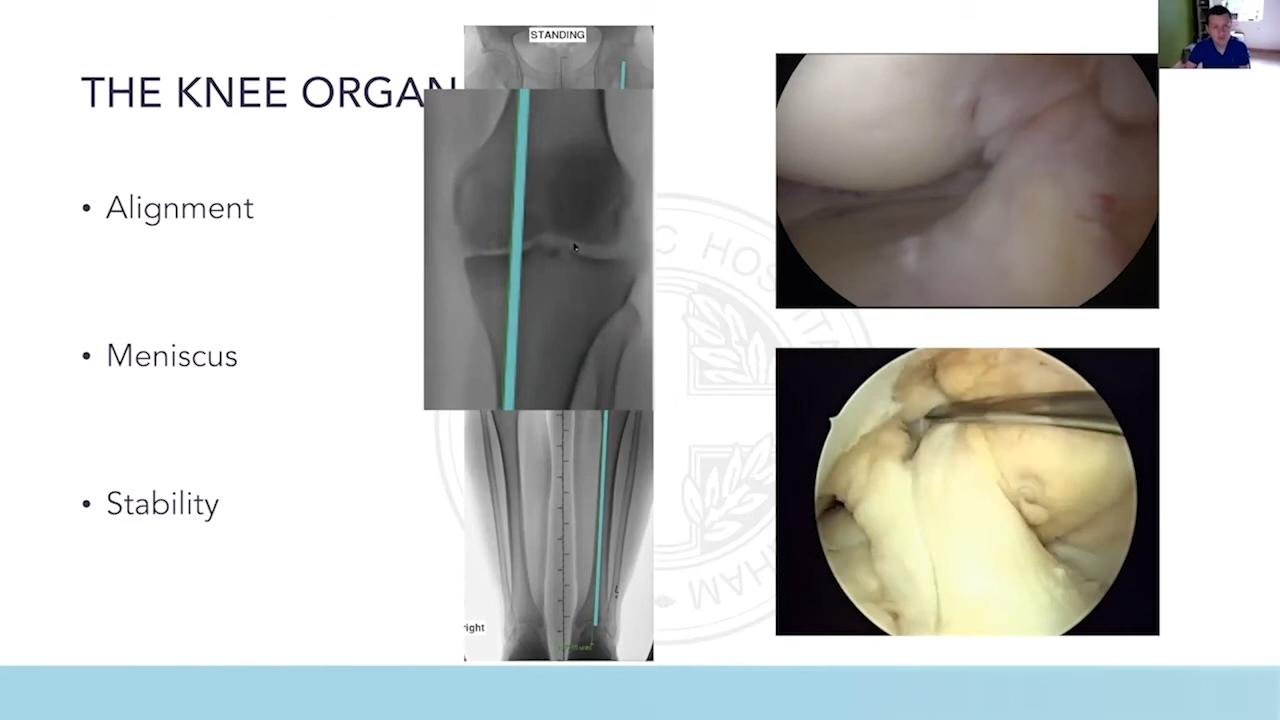 THE KNEE ORGAN
• Alignment
• Meniscus
• Stability
STANDING
right
L